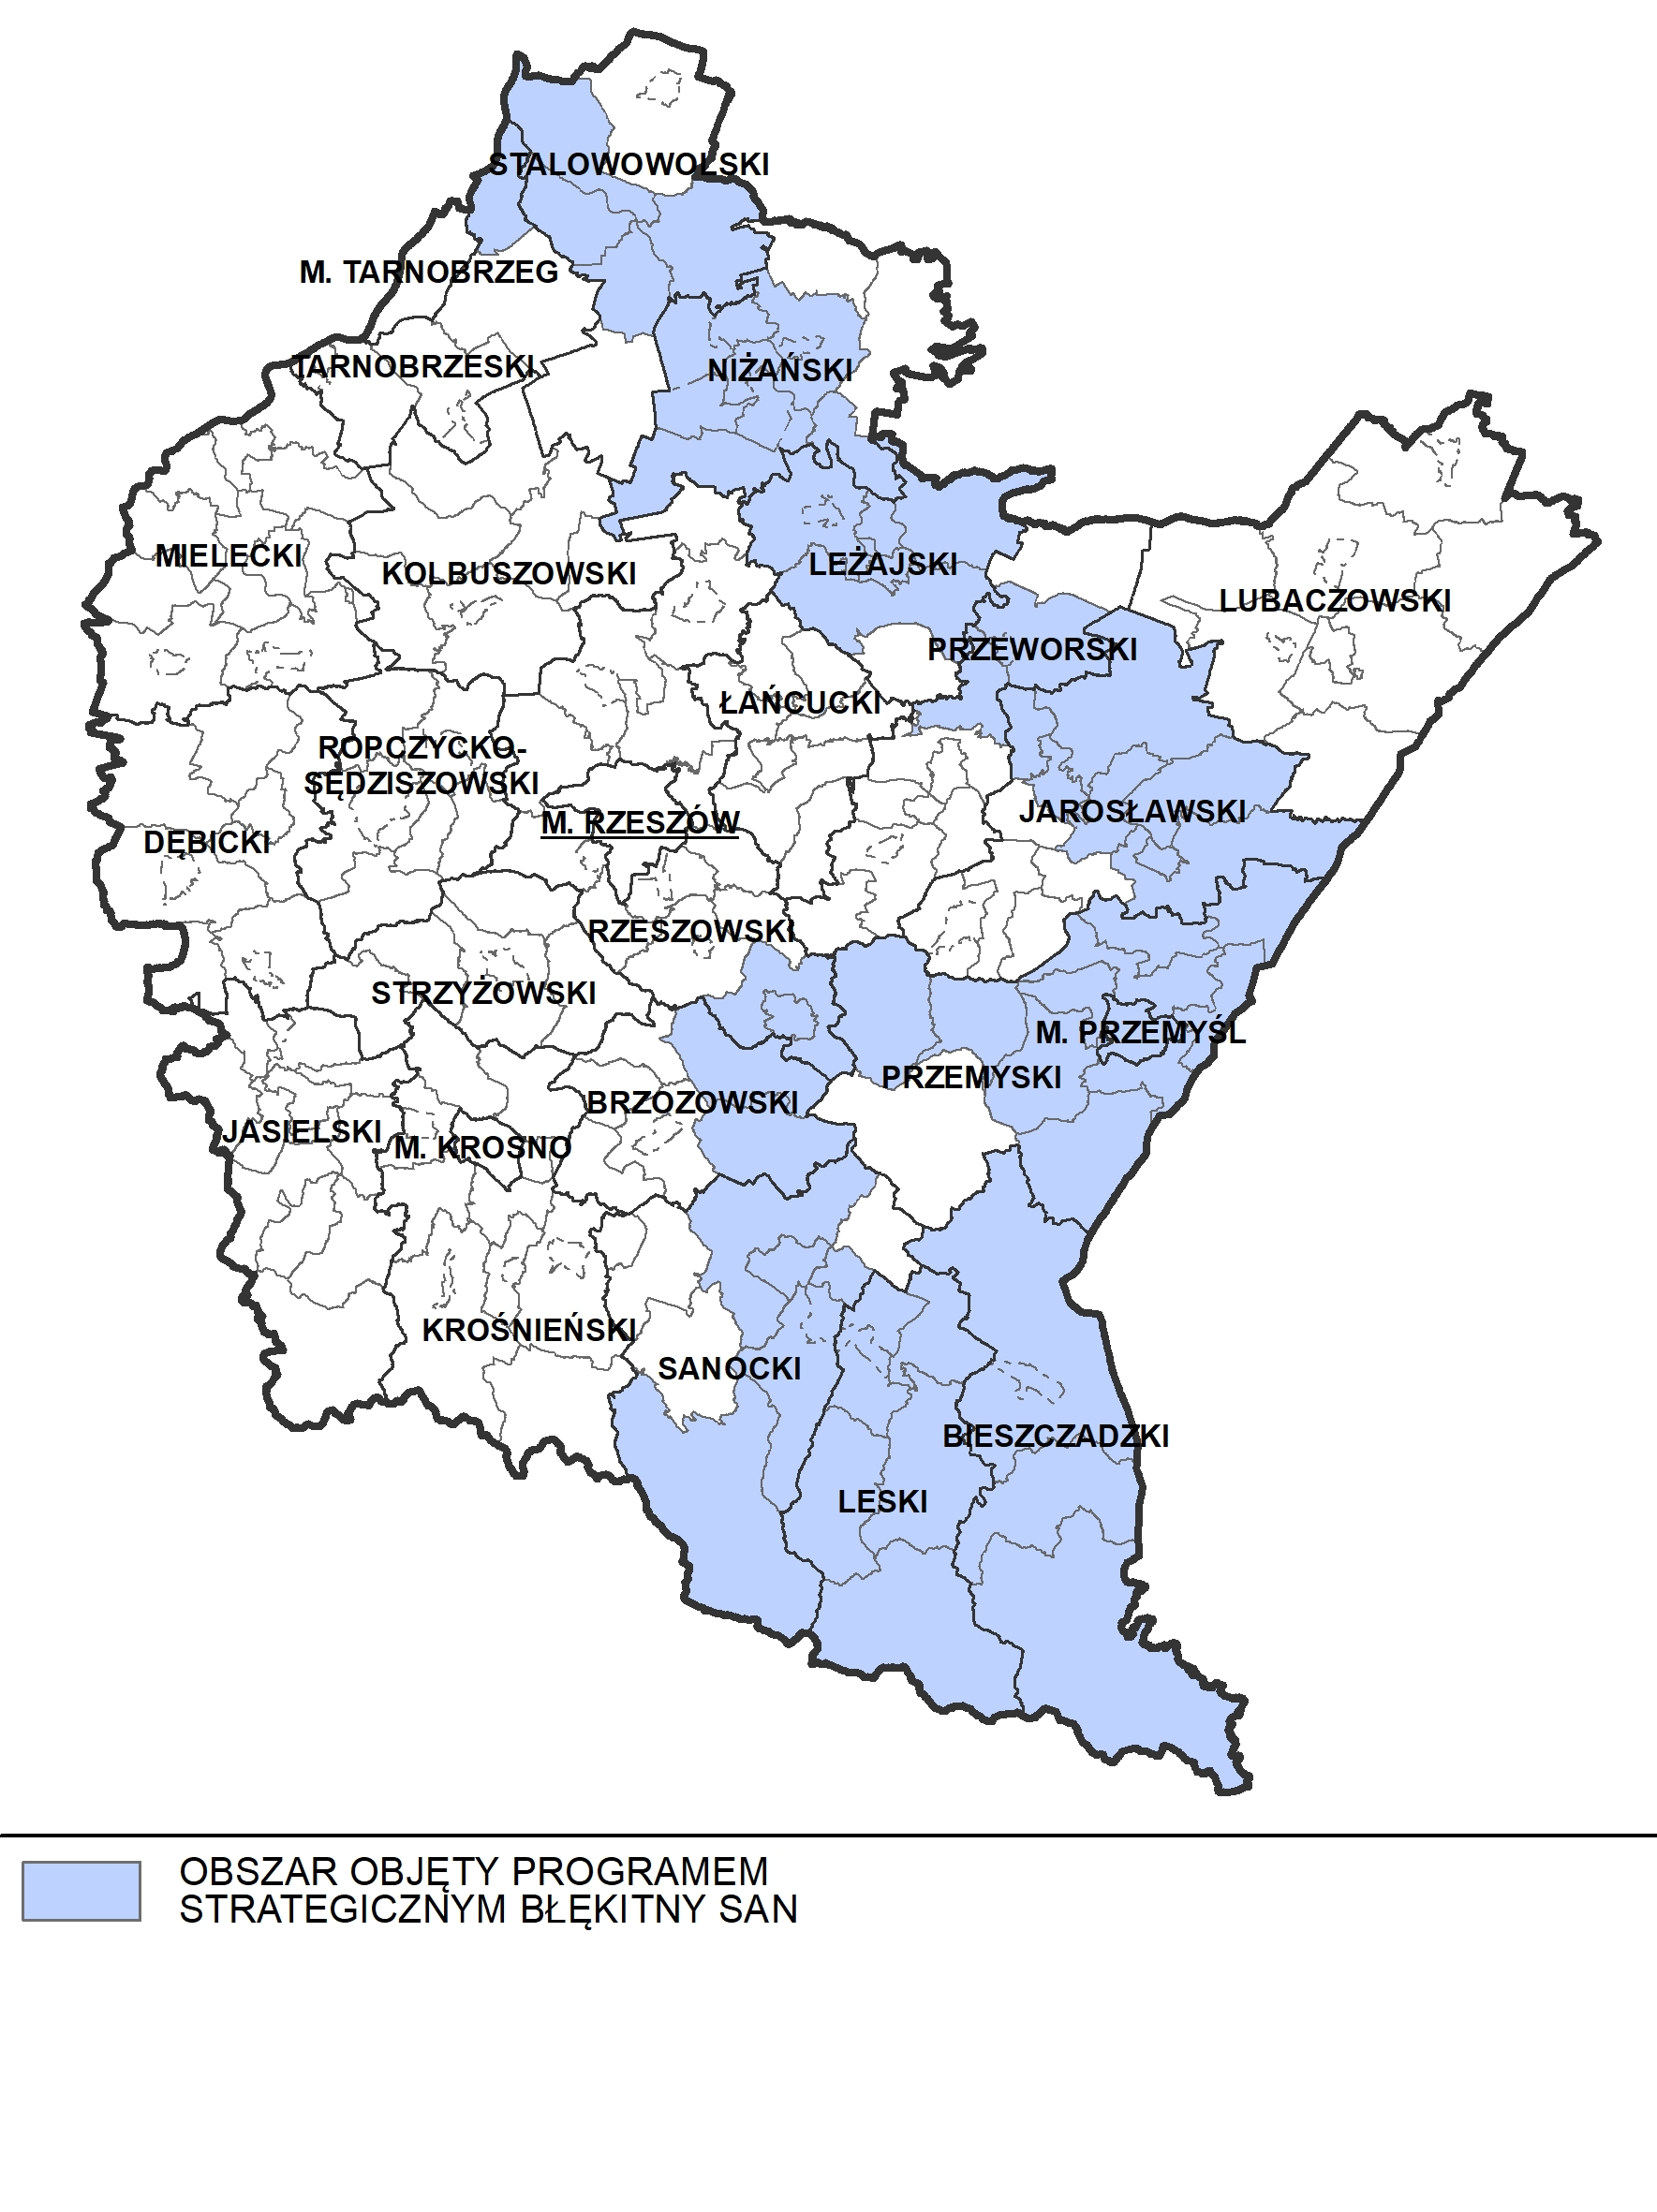 STALOWOWOLSKI
M. TARNOBRZEG
TARNOBRZESKI
NIŻAŃSKI
MIELECKI
KOLBUSZOWSKI
LEŻAJSKI
LUBACZOWSKI
PRZEWORSKI
ŁAŃCUCKI
ROPCZYCKO-
SĘDZISZOWSKI
M. RZESZÓW
JAROSŁAWSKI
DĘBICKI
RZESZOWSKI
STRZYŻOWSKI
M. PRZEMYŚL
PRZEMYSKI
BRZOZOWSKI
JASIELSKI
M. KROSNO
KROŚNIEŃSKI
SANOCKI
BIESZCZADZKI
LESKI
OBSZAR OBJĘTY PROGRAMEM
STRATEGICZNYM BŁĘKITNY SAN